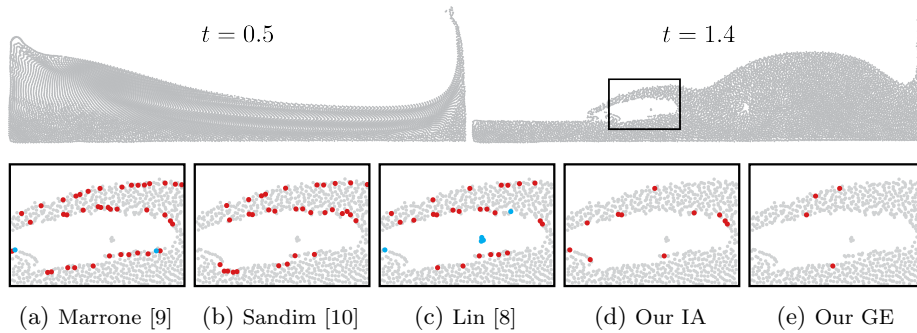 t = 0.5
t = 1.4
(a) Marrone [9]
(b) Sandim [10]
(c) Lin [8]
(d) Our IA
(e) Our GE